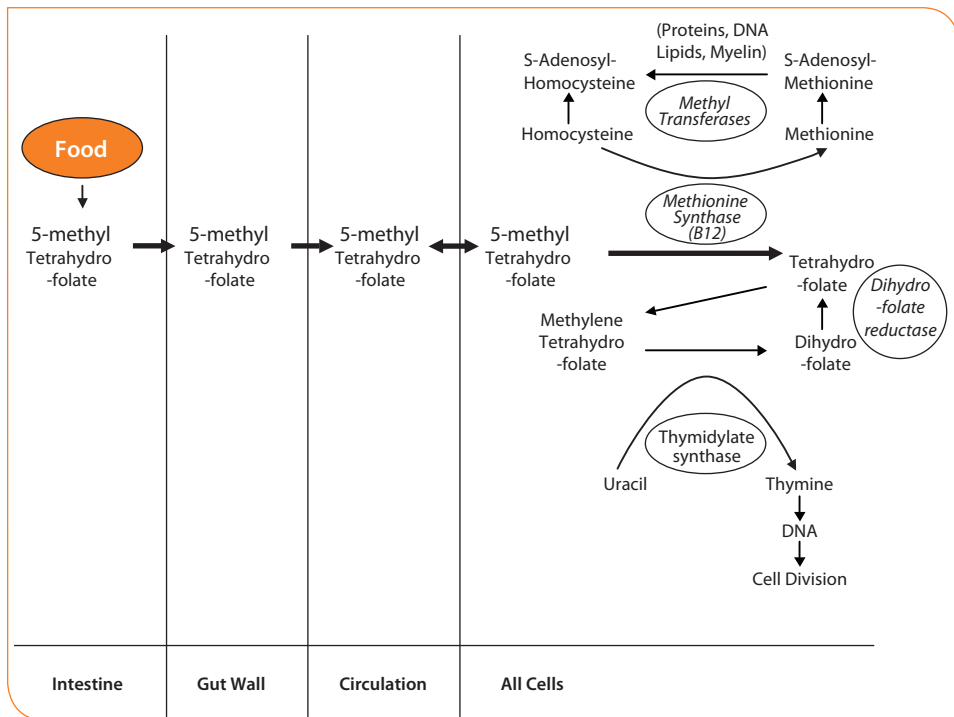 (Proteins, DNA
Lipids, Myelin)
S-Adenosyl-
Homocysteine
S-Adenosyl-
Methionine
Methyl
Transferases
Homocysteine
Methionine
Food
Methionine
Synthase
(B12)
5-methyl
Tetrahydro
-folate
5-methyl
Tetrahydro
-folate
5-methyl
Tetrahydro
-folate
5-methyl
Tetrahydro
-folate
Tetrahydro
-folate
Dihydro
-folate
reductase
Methylene
Tetrahydro
-folate
Dihydro
-folate
Thymidylate
synthase
Uracil
Thymine
DNA
Cell Division
Intestine
Gut Wall
Circulation
All Cells